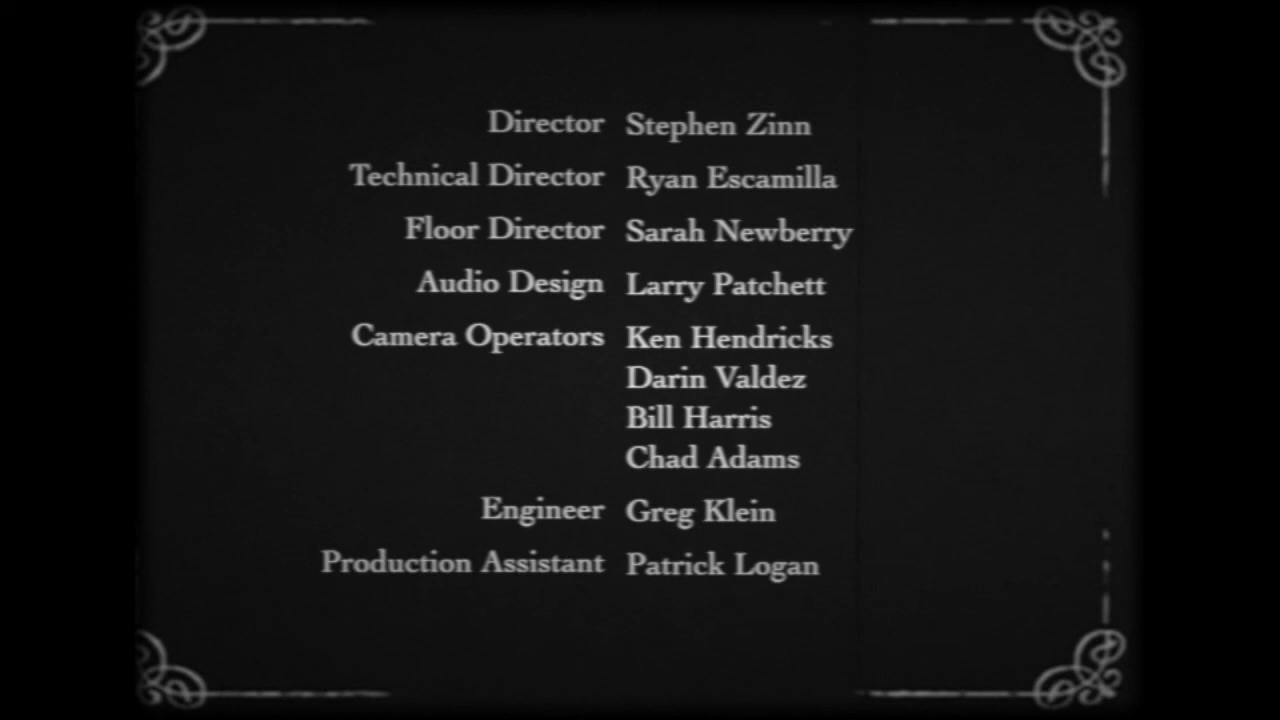 Director Stephen Zinn
Technical Director Ryan Escamilla
Floor Director Sarah Newberry
Audio Design Larry Patchett
Camera Operators Ken Hendricks
Darin Valdez
Bill Harris
Chad Adams
Engineer Greg Klein
Production Assistant Patrick Logan